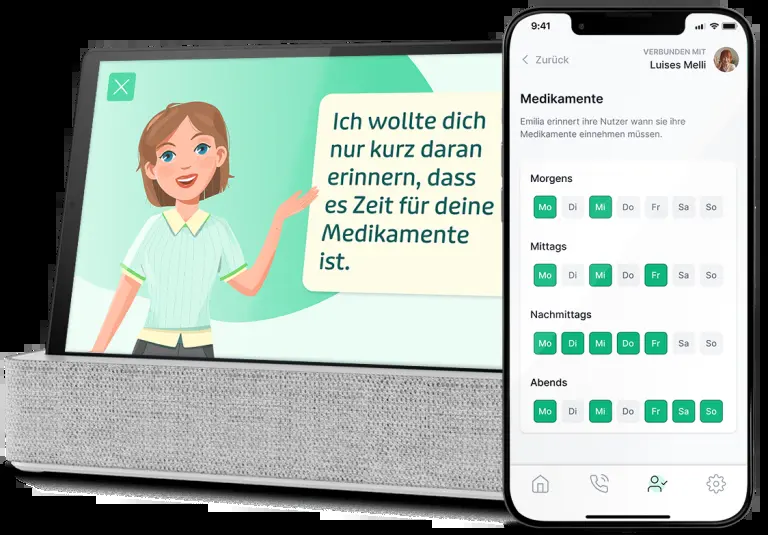 Ich wollte dich
nur kurz daran
erinnern, dass
es Zeit für deine
Medikamente
ist.
9:41
Zurück
VERBUNDEN MIT
Luises Melli
Medikamente
Emilia erinnert ihre Nutzer wann sie ihre
Medikamente einnehmen müssen.
Morgens
Mo Di Mi Do Fr Sa So
Mittags
Mo Di Mi Do Fr Sa So
Nachmittags
Mo Di Mi Do Fr Sa So
Abends
Mo Di Mi Do Fr Sa So